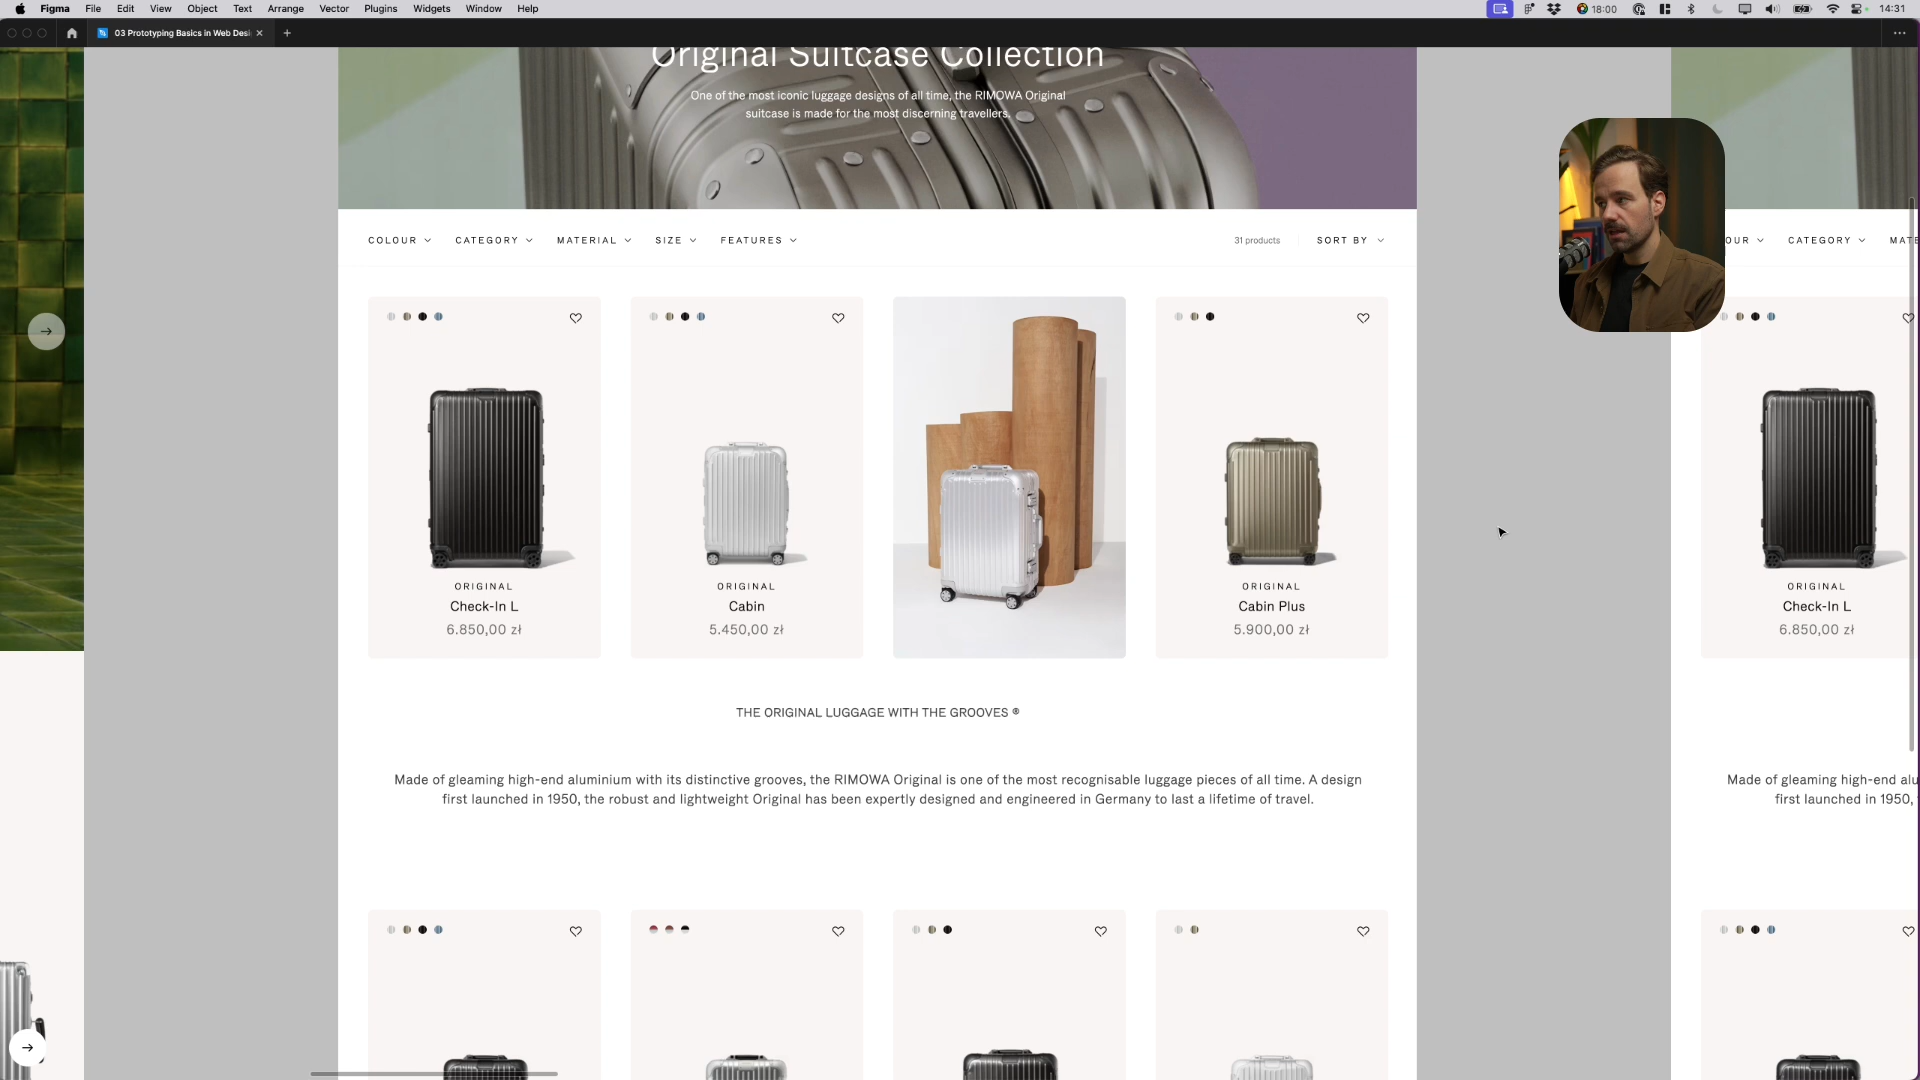 Figma File Edit View Object Text Arrange Vector Plugins Widgets Window Help 18:00 14:31
03 Prototyping Basics in Web Desi
Original Suitcase Collection
One of the most iconic luggage designs of all time, the RIMOWA Original
suitcase is made for the most discerning travellers.
COLOUR CATEGORY MATERIAL SIZE FEATURES 31 products SORT BY
OUR CATEGORY MATE
ORIGINAL
Check-In L
6.850,00 zł
ORIGINAL
Cabin
5.450,00 zł
ORIGINAL
Cabin Plus
5.900,00 zł
ORIGINAL
Check-In L
6.850,00 zł
THE ORIGINAL LUGGAGE WITH THE GROOVES ®
Made of gleaming high-end aluminium with its distinctive grooves, the RIMOWA Original is one of the most recognisable luggage pieces of all time. A design
first launched in 1950, the robust and lightweight Original has been expertly designed and engineered in Germany to last a lifetime of travel.
Made of gleaming high-end alu
first launched in 1950,